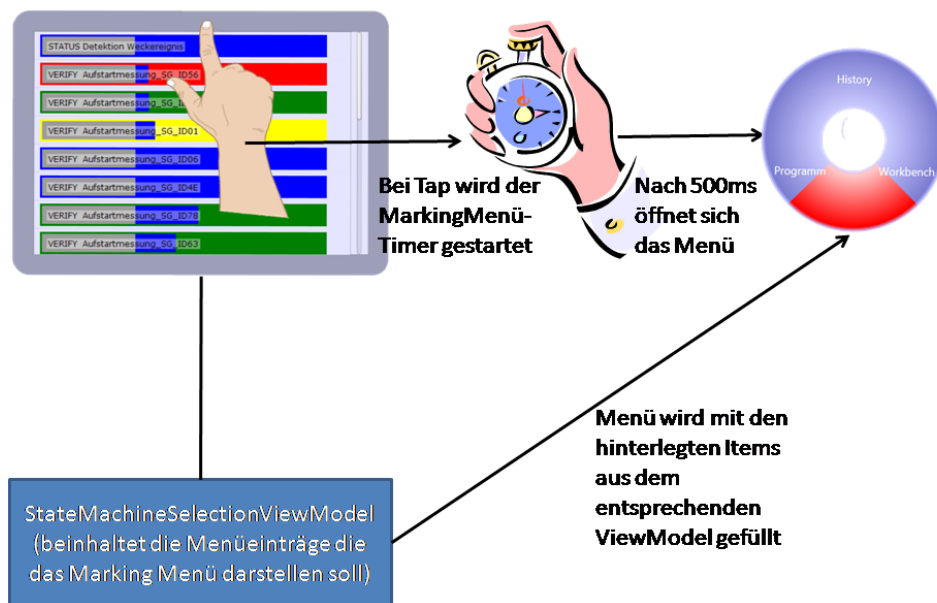 STATUS Detektion Weckereignis
VERIFY Aufstartmessung_SG_ID56
VERIFY Aufstartmessung_SG_
VERIFY Aufstartmessung_SG_ID01
VERIFY Aufstartmessung_SG_ID06
VERIFY Aufstartmessung_SG_ID4E
VERIFY Aufstartmessung_SG_ID78
VERIFY Aufstartmessung_SG_ID63
Bei Tap wird der
MarkingMenü-
Timer gestartet
Nach 500ms
öffnet sich
das Menü
History
Programm
Workbench
Menü wird mit den
hinterlegten Items
aus dem
entsprechenden
ViewModel gefüllt
StateMachineSelectionViewModel
(beinhaltet die Menüeinträge die
das Marking Menü darstellen soll)